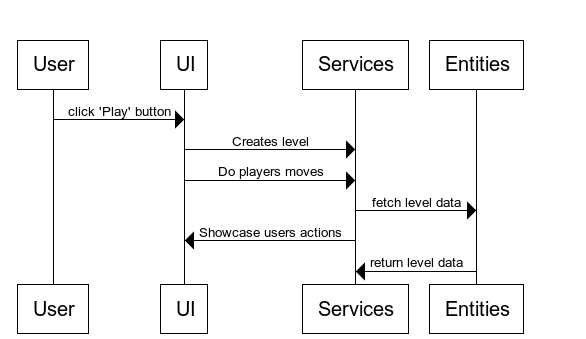 User
UI
Services
Entities
click 'Play' button
Creates level
Do players moves
fetch level data
Showcase users actions
return level data
User
UI
Services
Entities